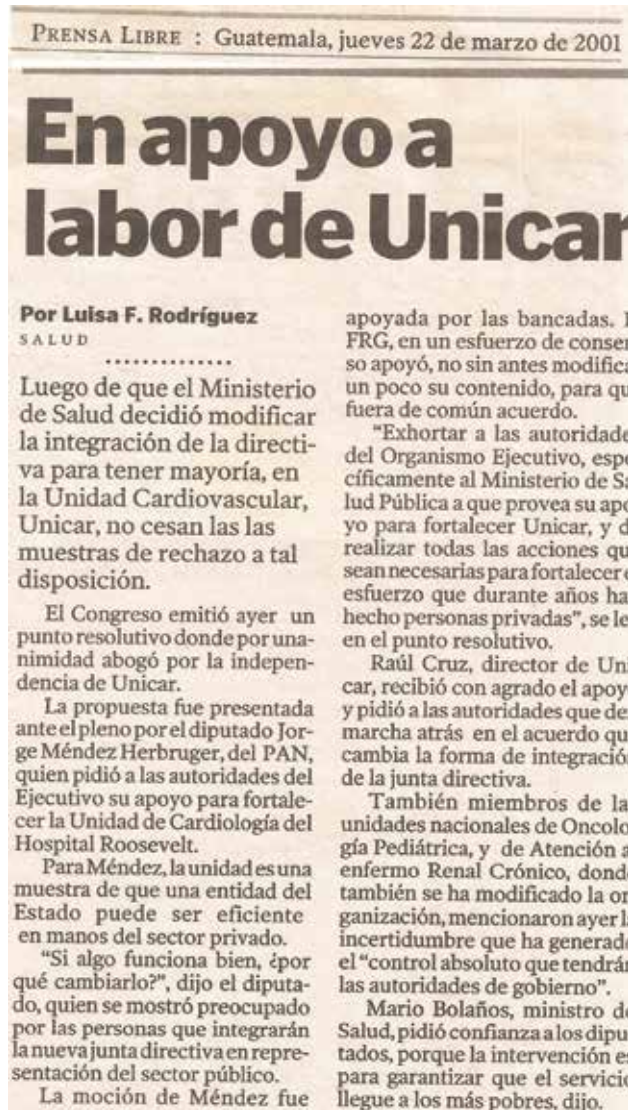 PRENSA LIBRE : Guatemala, jueves 22 de marzo de 2001
En apoyo a
labor de Unicar
Por Luisa F. Rodríguez
SALUD
Luego de que el Ministerio
de Salud decidió modificar
la integración de la directi-
va para tener mayoría, en
la Unidad Cardiovascular,
Unicar, no cesan las las
muestras de rechazo a tal
disposición.
El Congreso emitió ayer un
punto resolutivo donde por una-
nimidad abogó por la indepen-
dencia de Unicar.
La propuesta fue presentada
ante el pleno por el diputado Jor-
ge Méndez Herbruger, del PAN,
quien pidió a las autoridades del
Ejecutivo su apoyo para fortale-
cer la Unidad de Cardiología del
Hospital Roosevelt.
Para Méndez, la unidad es una
muestra de que una entidad del
Estado puede ser eficiente
en manos del sector privado.
“Si algo funciona bien, ¿por
qué cambiarlo?”, dijo el diputa-
do, quien se mostró preocupado
por las personas que integrarán
la nueva junta directiva en repre-
sentación del sector público.
La moción de Méndez fue
apoyada por las bancadas.
FRG, en un esfuerzo de consen
so apoyó, no sin antes modifica
un poco su contenido, para qu
fuera de común acuerdo.
“Exhortar a las autoridade
del Organismo Ejecutivo, espe
cíficamente al Ministerio de Sa
lud Pública a que provea su apo
yo para fortalecer Unicar, y d
realizar todas las acciones qu
sean necesarias para fortalecer e
esfuerzo que durante años ha
hecho personas privadas”, se le
en el punto resolutivo.
Raúl Cruz, director de Uni
car, recibió con agrado el apoy
y pidió a las autoridades que de
marcha atrás en el acuerdo qu
cambia la forma de integración
de la junta directiva.
También miembros de la
unidades nacionales de Oncolo
gía Pediátrica, y de Atención a
enfermo Renal Crónico, donde
también se ha modificado la or
ganización, mencionaron ayer la
incertidumbre que ha generado
el “control absoluto que tendrán
las autoridades de gobierno”.
Mario Bolaños, ministro de
Salud, pidió confianza a los dipu
tados, porque la intervención es
para garantizar que el servicio
llegue a los más pobres, dijo.